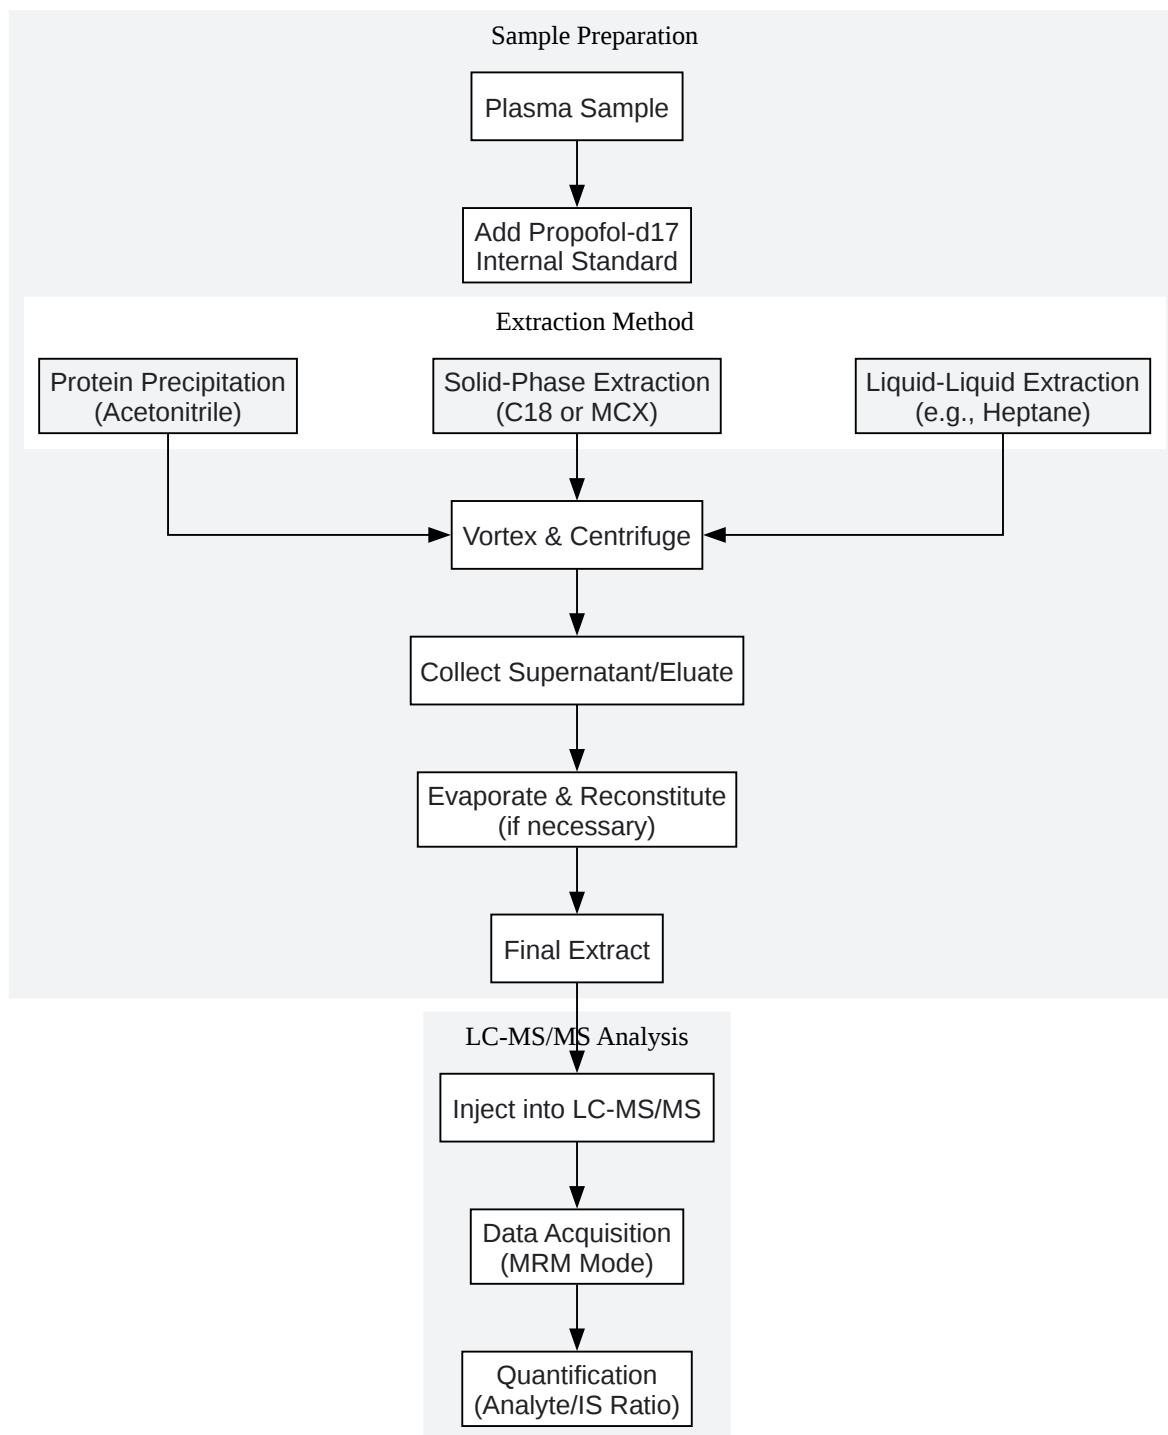 Sample Preparation
Plasma Sample
Add Propofol-d17
Internal Standard
Extraction Method
Protein Precipitation
(Acetonitrile)
Solid-Phase Extraction
(C18 or MCX)
Liquid-Liquid Extraction
(e.g., Heptane)
Vortex & Centrifuge
Collect Supernatant/Eluate
Evaporate & Reconstitute
(if necessary)
Final Extract
LC-MS/MS Analysis
Inject into LC-MS/MS
Data Acquisition
(MRM Mode)
Quantification
(Analyte/IS Ratio)